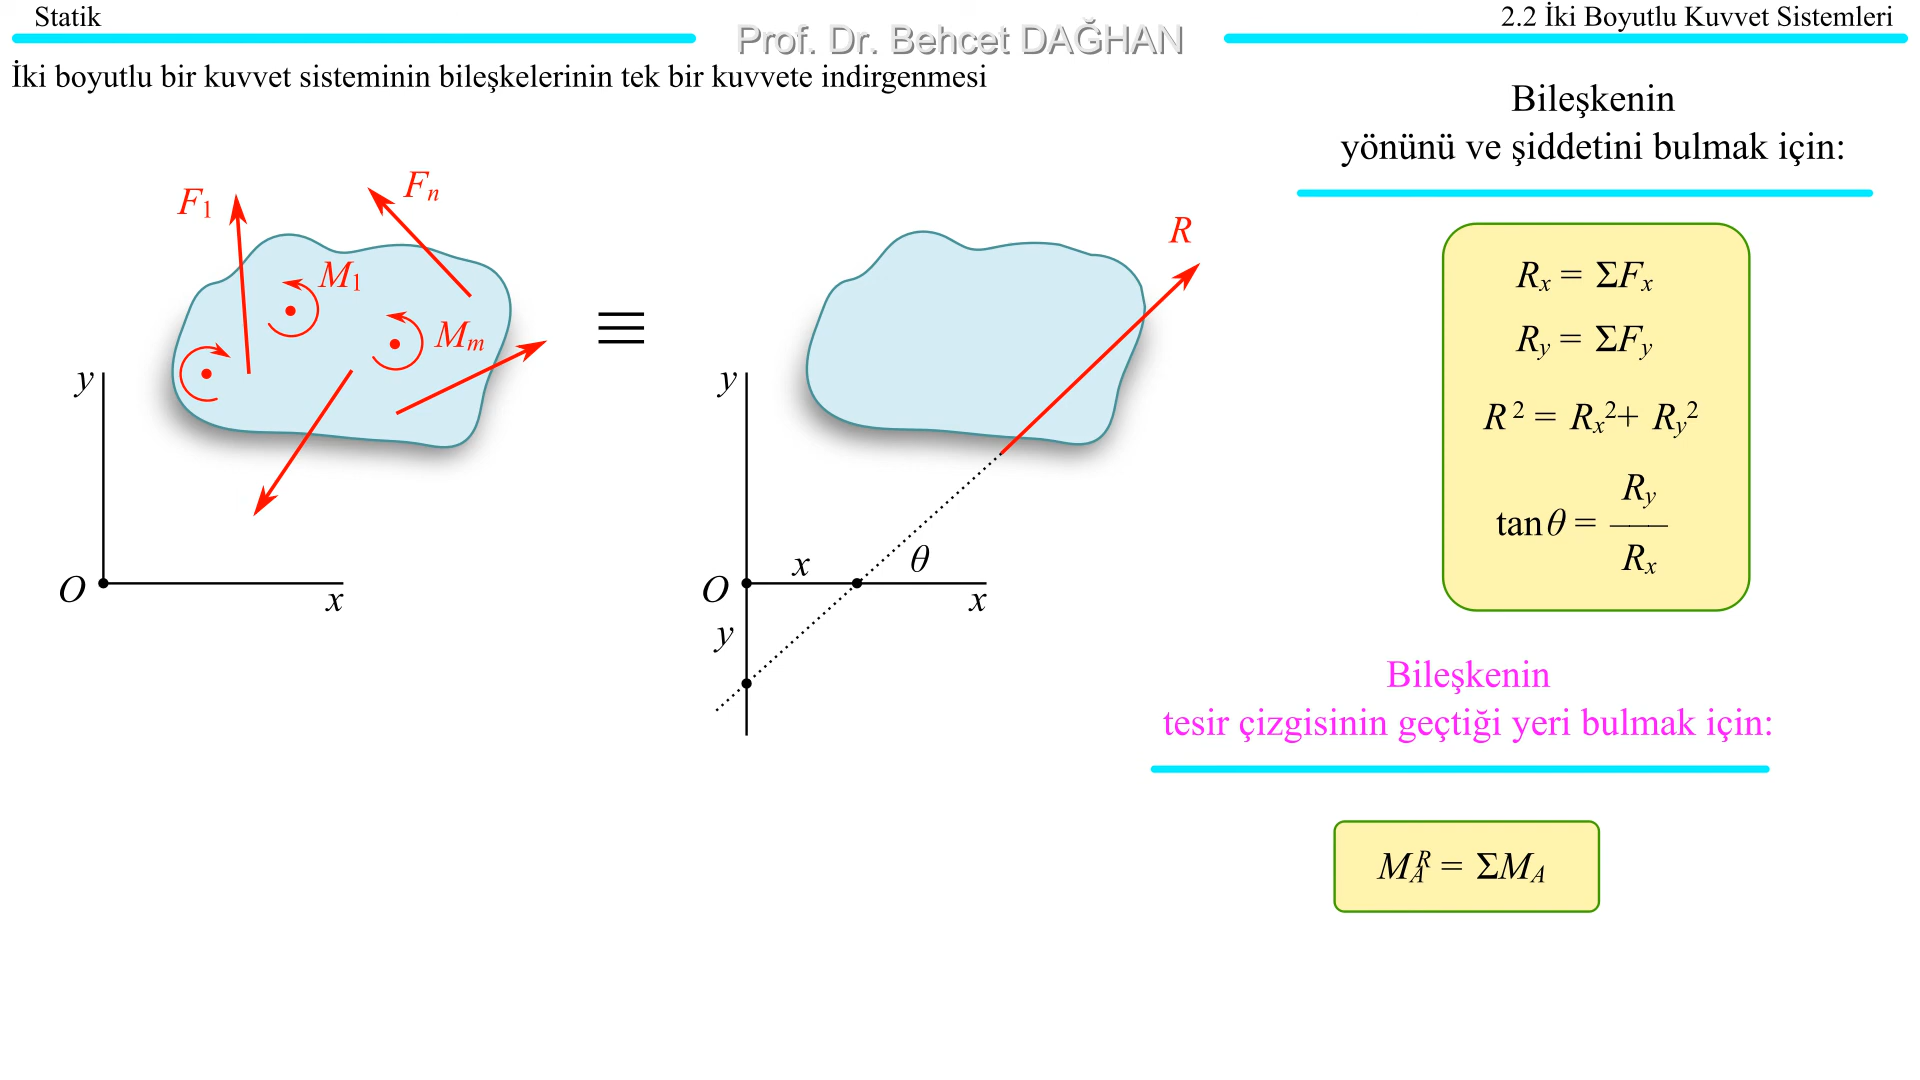 Statik
Prof. Dr. Behcet DAĞHAN
2.2 İki Boyutlu Kuvvet Sistemleri
İki boyutlu bir kuvvet sisteminin bileşkelerinin tek bir kuvvete indirgenmesi
Bileşkenin
yönünü ve şiddetini bulmak için:
F1
Fn
M1
Mm
y
O
x
≡
R
y
O
x
θ
x
y
Rx = ΣFx
Ry = ΣFy
R² = Rx² + Ry²
tan θ = Ry / Rx
Bileşkenin
tesir çizgisinin geçtiği yeri bulmak için:
M_A^R = ΣM_A